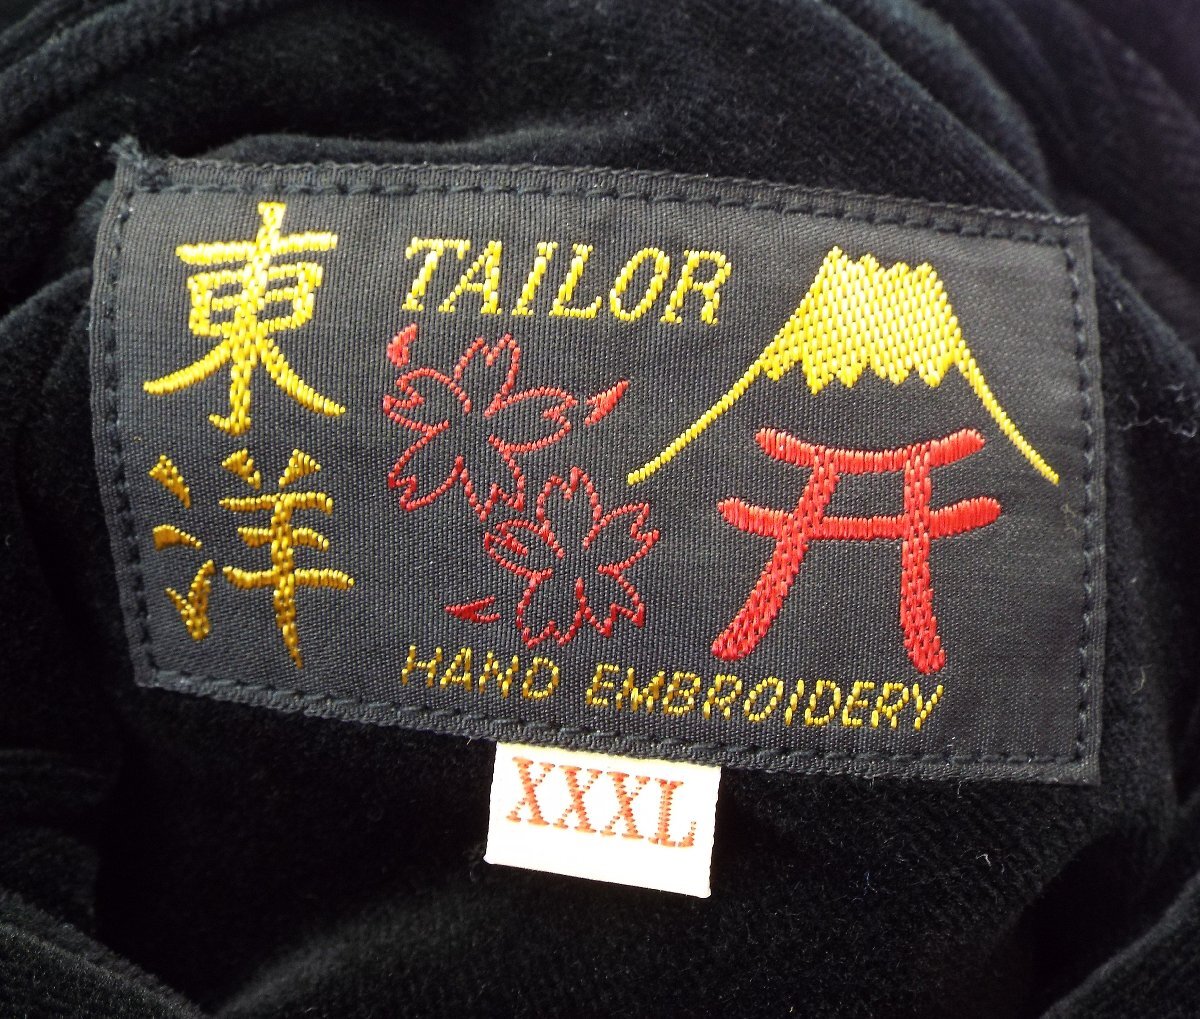 東洋
TAILOR
HAND EMBROIDERY
XXXL